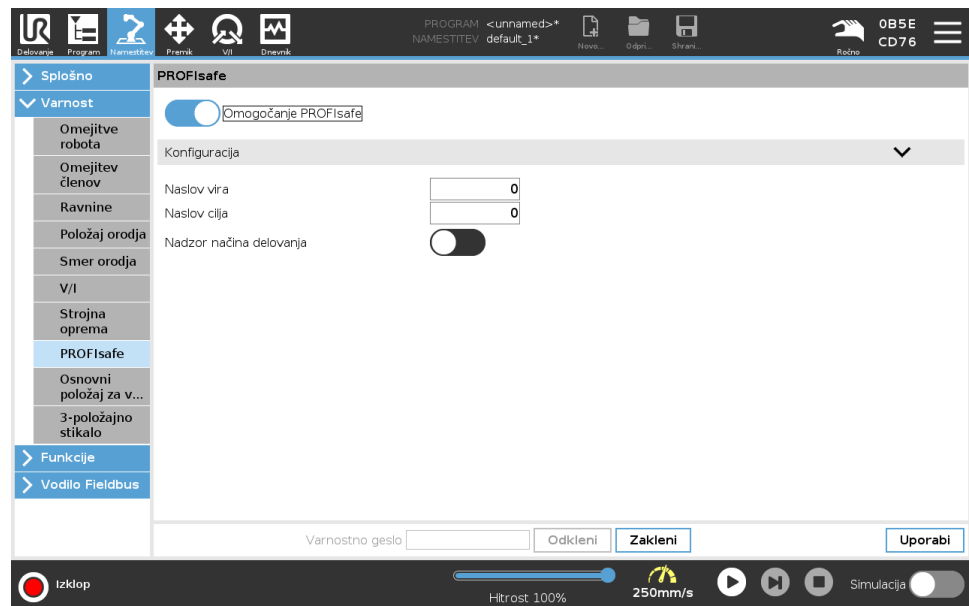 PROGRAM <unnamed>*
NAMESTITEV default_1*
Delovanje Program Namestitev Premik V/I Dnevnik Novo... Odpri... Shrani... Ročno
0B5E
CD76
Splošno
Varnost
Omejitve
robota
Omejitev
členov
Ravnine
Položaj orodja
Smer orodja
V/I
Strojna
oprema
PROFIsafe
Osnovni
položaj za v...
3-položajno
stikalo
Funkcije
Vodilo Fieldbus
PROFIsafe
Omogočanje PROFIsafe
Konfiguracija
Naslov vira 0
Naslov cilja 0
Nadzor načina delovanja
Varnostno geslo Odkleni Zakleni Uporabi
Izklop
Hitrost 100%
250mm/s
Simulacija